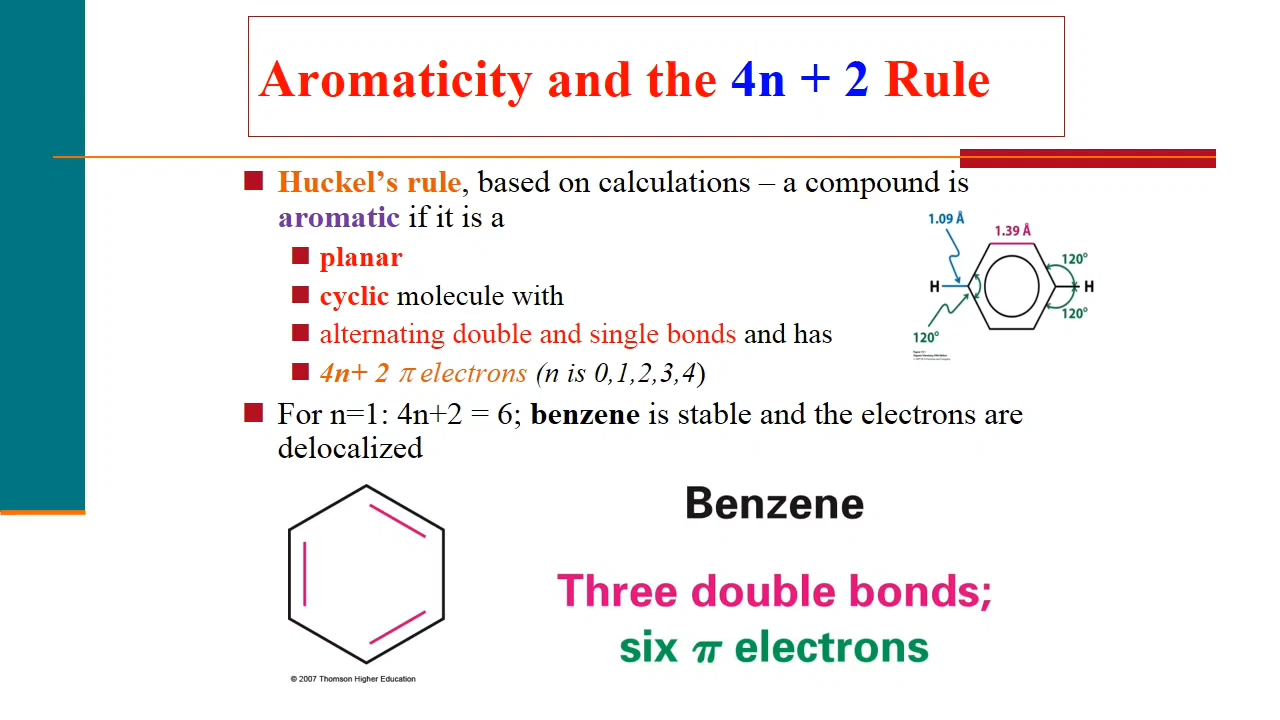 Aromaticity and the 4n + 2 Rule
Huckel’s rule, based on calculations – a compound is
aromatic if it is a
planar
cyclic molecule with
alternating double and single bonds and has
4n+ 2 π electrons (n is 0,1,2,3,4)
For n=1: 4n+2 = 6; benzene is stable and the electrons are
delocalized
1.09 Å
1.39 Å
120°
H
H
120°
120°
Benzene
Three double bonds;
six π electrons
© 2007 Thomson Higher Education